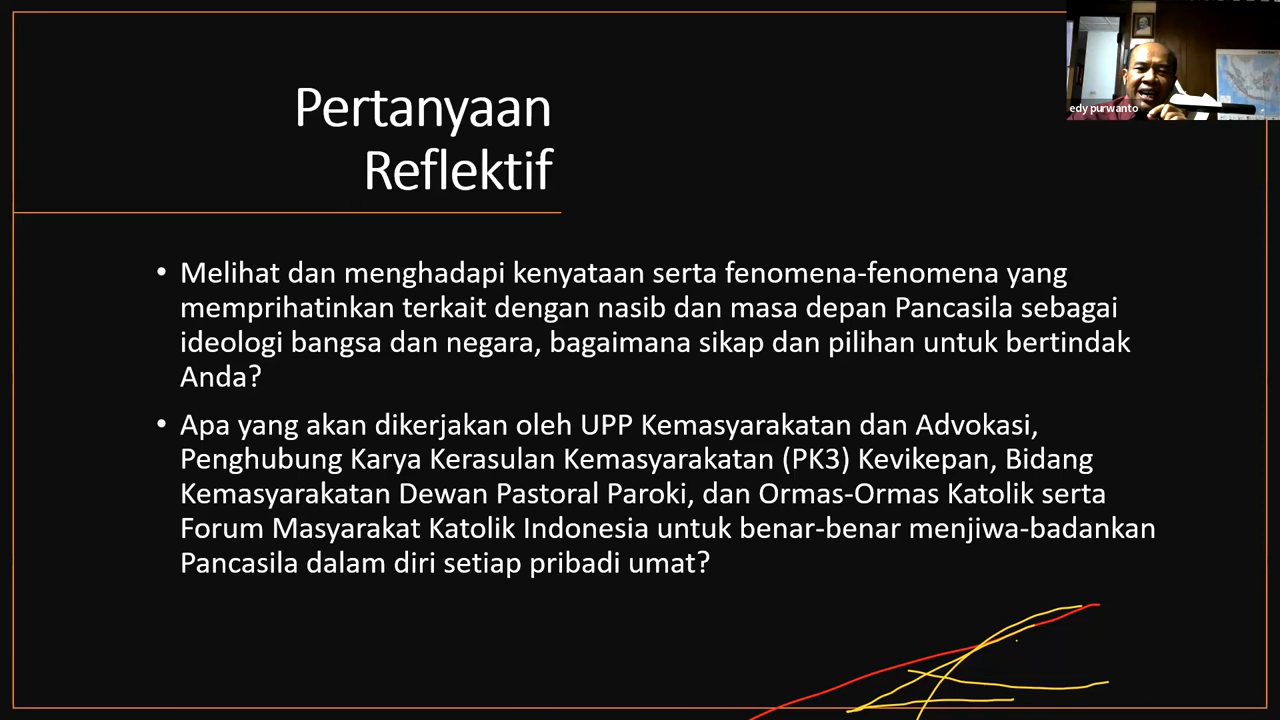 edy purwanto
Pertanyaan
Reflektif
• Melihat dan menghadapi kenyataan serta fenomena-fenomena yang
memprihatinkan terkait dengan nasib dan masa depan Pancasila sebagai
ideologi bangsa dan negara, bagaimana sikap dan pilihan untuk bertindak
Anda?
• Apa yang akan dikerjakan oleh UPP Kemasyarakatan dan Advokasi,
Penghubung Karya Kerasulan Kemasyarakatan (PK3) Kevikepan, Bidang
Kemasyarakatan Dewan Pastoral Paroki, dan Ormas-Ormas Katolik serta
Forum Masyarakat Katolik Indonesia untuk benar-benar menjiwa-badankan
Pancasila dalam diri setiap pribadi umat?